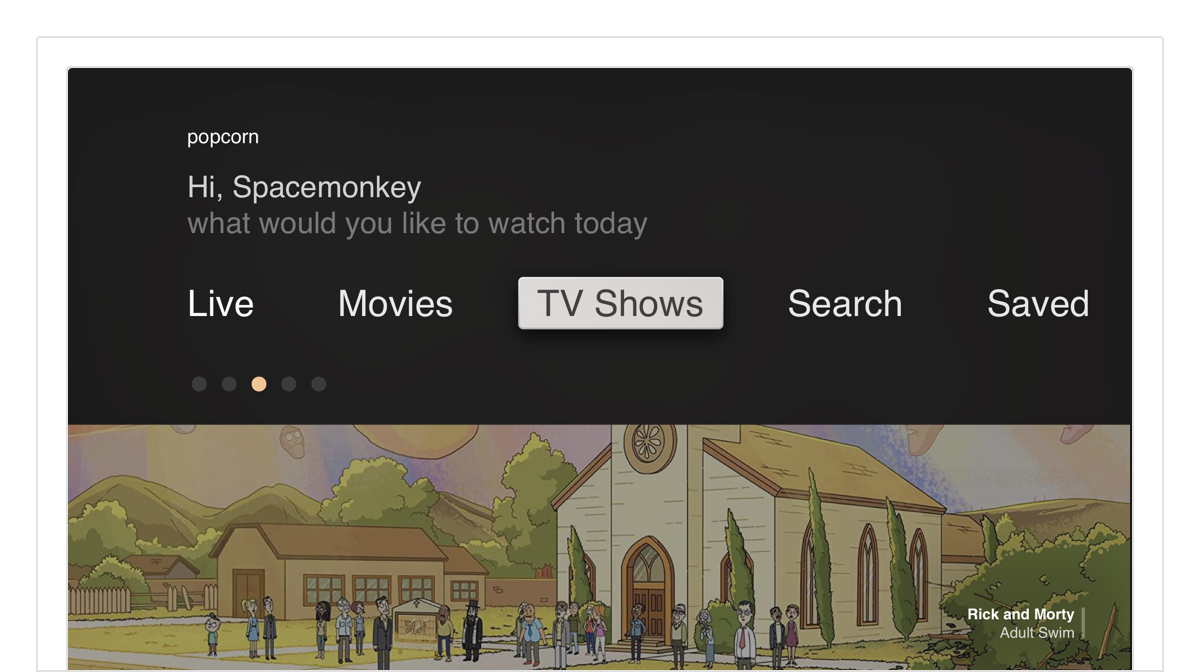 popcorn
Hi, Spacemonkey
what would you like to watch today
Live Movies TV Shows Search Saved
Rick and Morty
Adult Swim